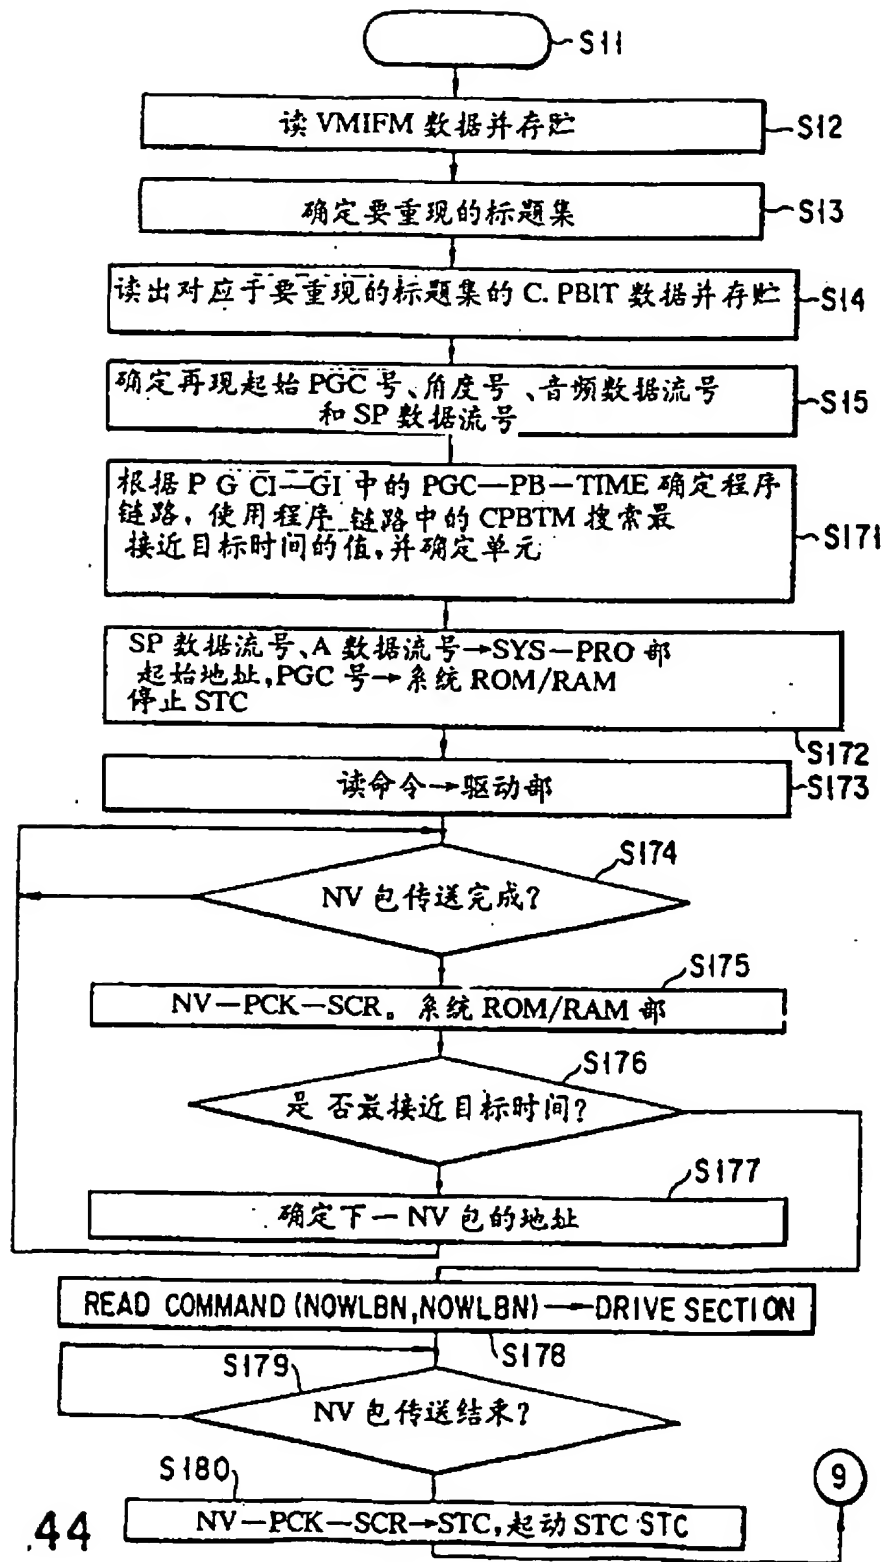 S11
读 VMIFM 数据并存贮
S12
确定要重现的标题集
S13
读出对应于要重现的标题集的 C. PBIT 数据并存贮
S14
确定再现起始 PGC 号、角度号、音频数据流号
和 SP 数据流号
S15
根据 P G CI—GI 中的 PGC—PB—TIME 确定程序
链路，使用程序 链路中的 CPBTM 搜索最
接近目标时间的值，并确定单元
S171
SP 数据流号、A 数据流号→SYS—PRO 部
起始地址，PGC 号→系统 ROM/RAM
停止 STC
S172
读命令→驱动部
S173
S174
NV 包传送完成?
S175
NV—PCK—SCR。系统 ROM/RAM 部
S176
是 否最接近目标时间?
S177
确定下一 NV 包的地址
READ COMMAND (NOWLBN,NOWLBN)→DRIVE SECTION
S178
S179
NV 包传送结束?
S180
NV—PCK—SCR→STC，起动 STC STC
9
.44